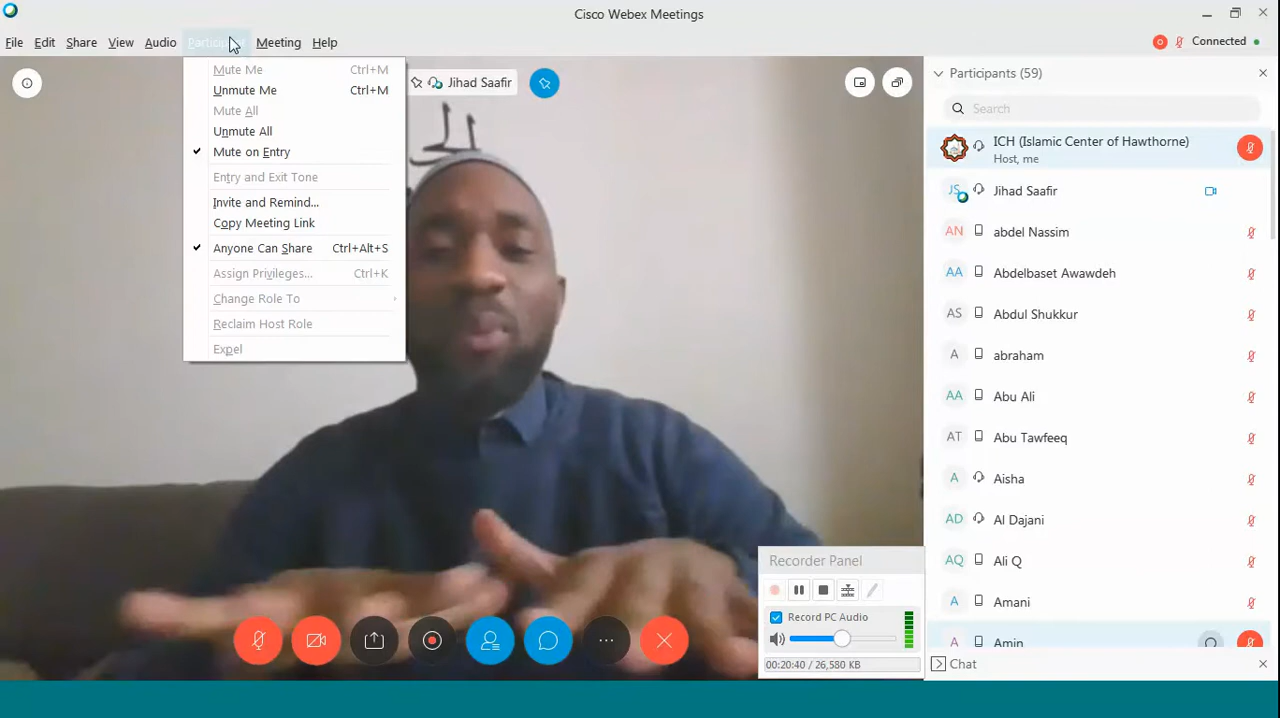 Cisco Webex Meetings
File Edit Share View Audio Participant Meeting Help
Connected
Mute Me Ctrl+M
Unmute Me Ctrl+M
Mute All
Unmute All
Mute on Entry
Entry and Exit Tone
Invite and Remind...
Copy Meeting Link
Anyone Can Share Ctrl+Alt+S
Assign Privileges... Ctrl+K
Change Role To
Reclaim Host Role
Expel
Jihad Saafir
Participants (59)
Search
ICH (Islamic Center of Hawthorne)
Host, me
JS Jihad Saafir
AN abdel Nassim
AA Abdelbaset Awawdeh
AS Abdul Shukkur
A abraham
AA Abu Ali
AT Abu Tawfeeq
A Aisha
AD Al Dajani
AQ Ali Q
A Amani
A Amin
Chat
Recorder Panel
Record PC Audio
00:20:40 / 26,580 KB